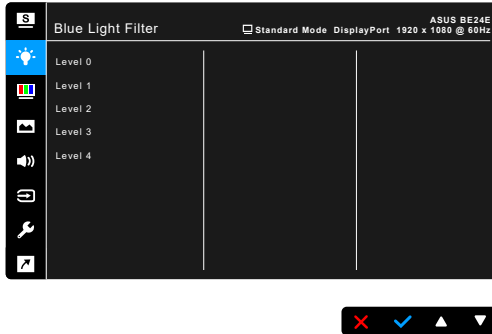 S
ASUS BE24E
Blue Light Filter
Standard Mode DisplayPort 1920 x 1080 @ 60Hz
Level 0
Level 1
Level 2
Level 3
Level 4